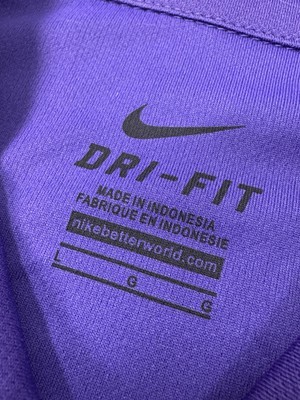 DRI-FIT
MADE IN INDONESIA
FABRIQUE EN INDONESIE
nikebetterworld.com
L G G